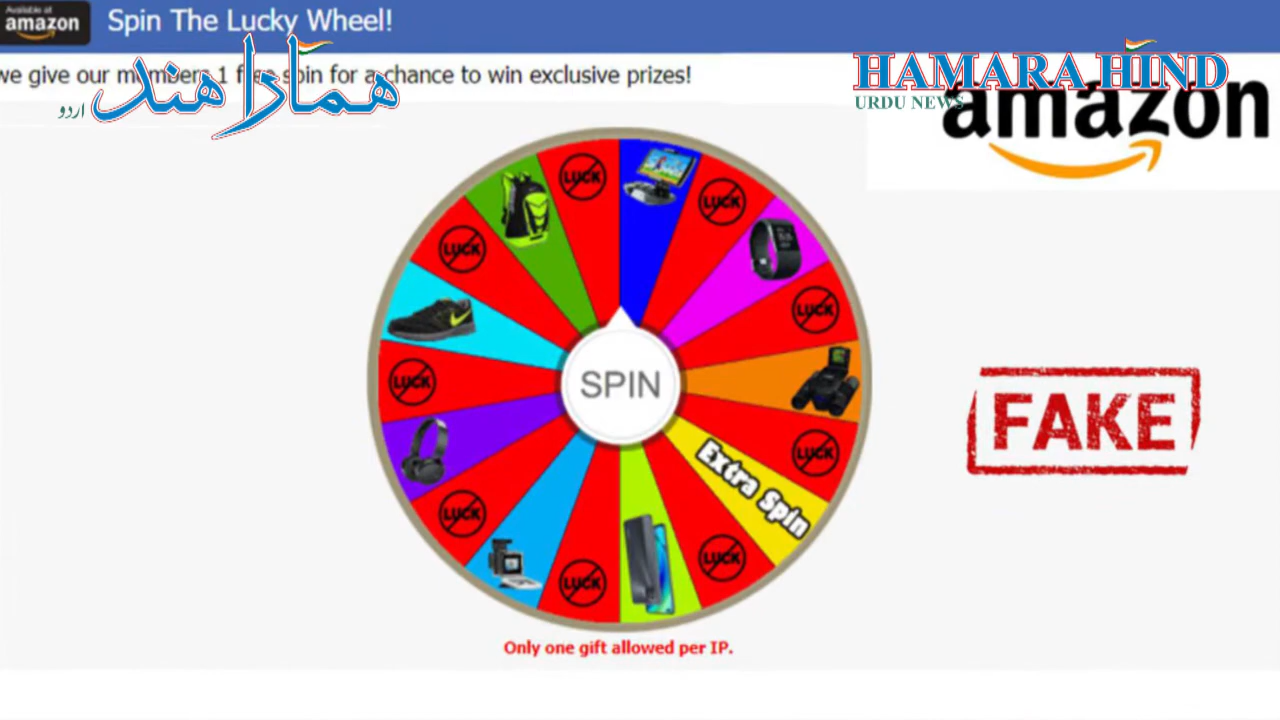 Available at
amazon
Spin The Lucky Wheel!
we give our members 1 free spin for a chance to win exclusive prizes!
ہمارا ہند
اردو
HAMARA HIND
URDU NEWS
amazon
LUCK
LUCK
LUCK
LUCK
LUCK
LUCK
SPIN
LUCK
Extra Spin
LUCK
LUCK
FAKE
Only one gift allowed per IP.